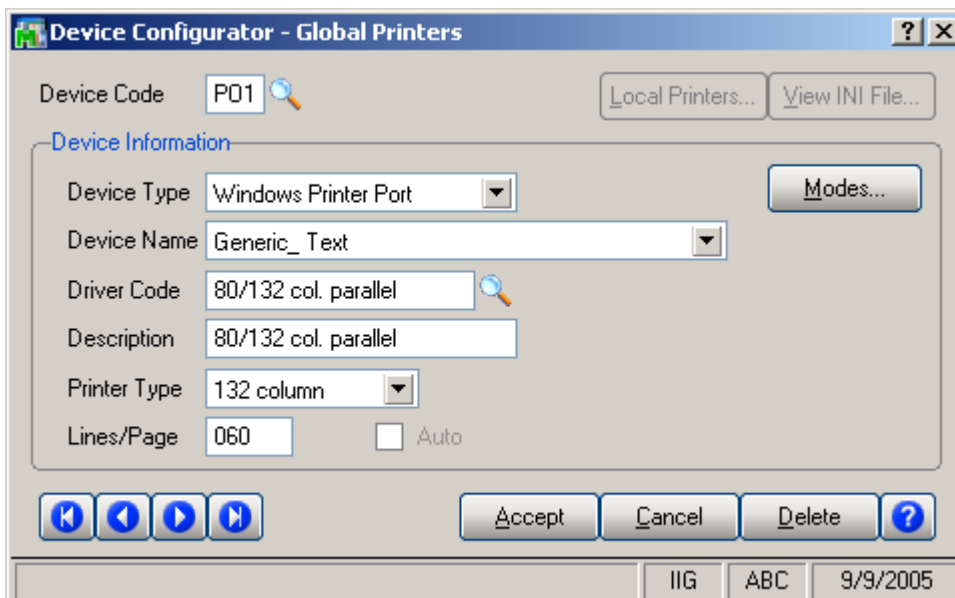 Device Configurator - Global Printers
Device Code P01 Local Printers... View INI File...
Device Information
Device Type Windows Printer Port Modes...
Device Name Generic_ Text
Driver Code 80/132 col. parallel
Description 80/132 col. parallel
Printer Type 132 column
Lines/Page 060 Auto
Accept Cancel Delete ?
IIG ABC 9/9/2005